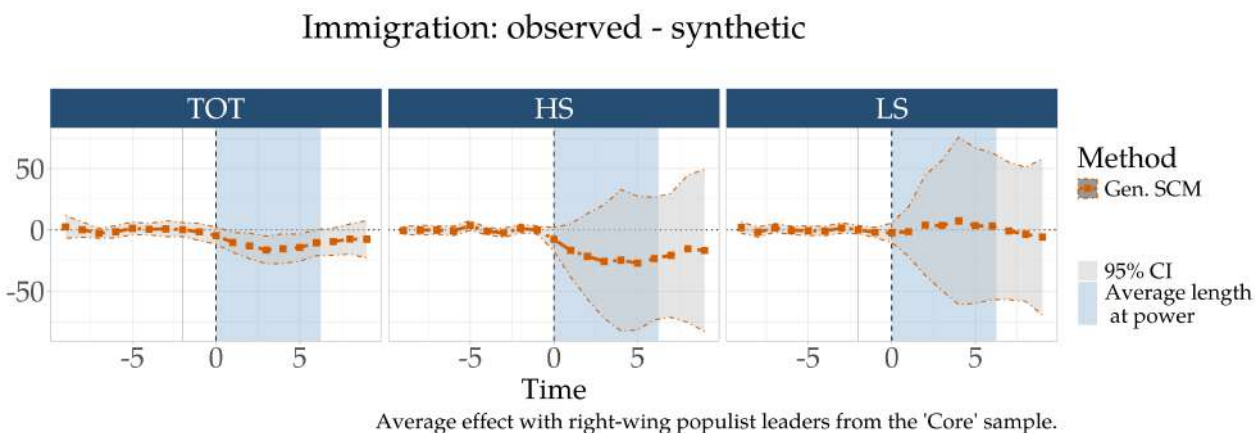 Immigration: observed - synthetic
TOT HS LS
50
0
-50
-5 0 5 -5 0 5 -5 0 5
Time
Method
Gen. SCM
95% CI
Average length
at power
Average effect with right-wing populist leaders from the 'Core' sample.